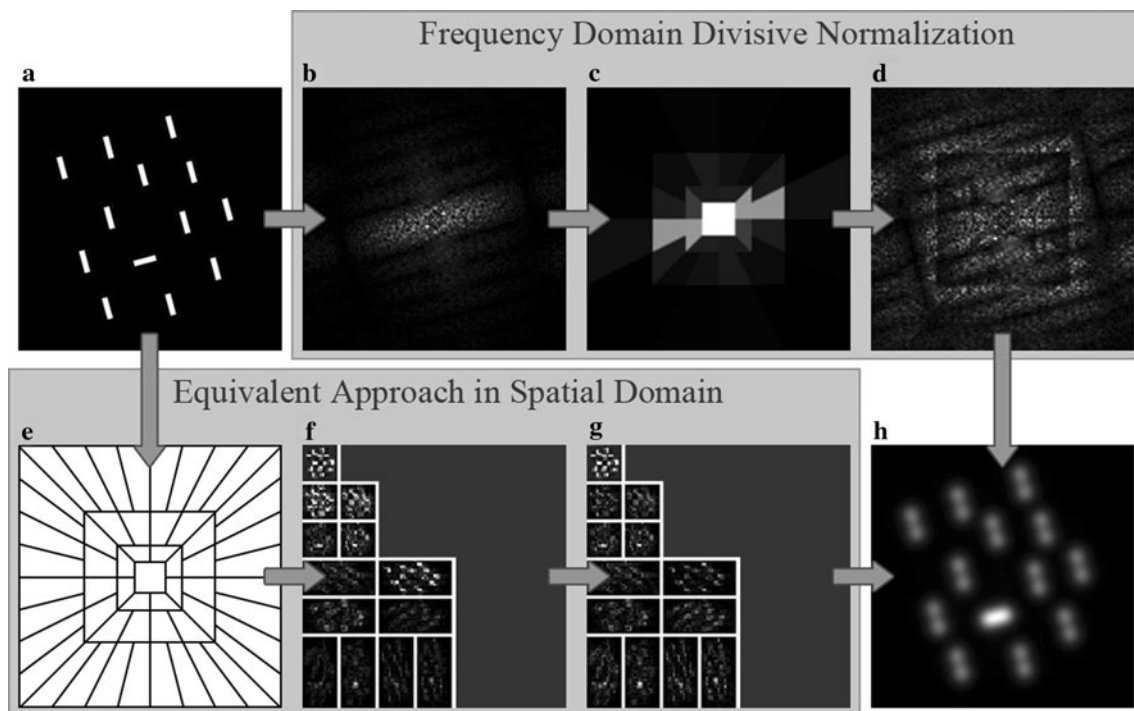 Frequency Domain Divisive Normalization
a
b
c
d
Equivalent Approach in Spatial Domain
e
f
g
h